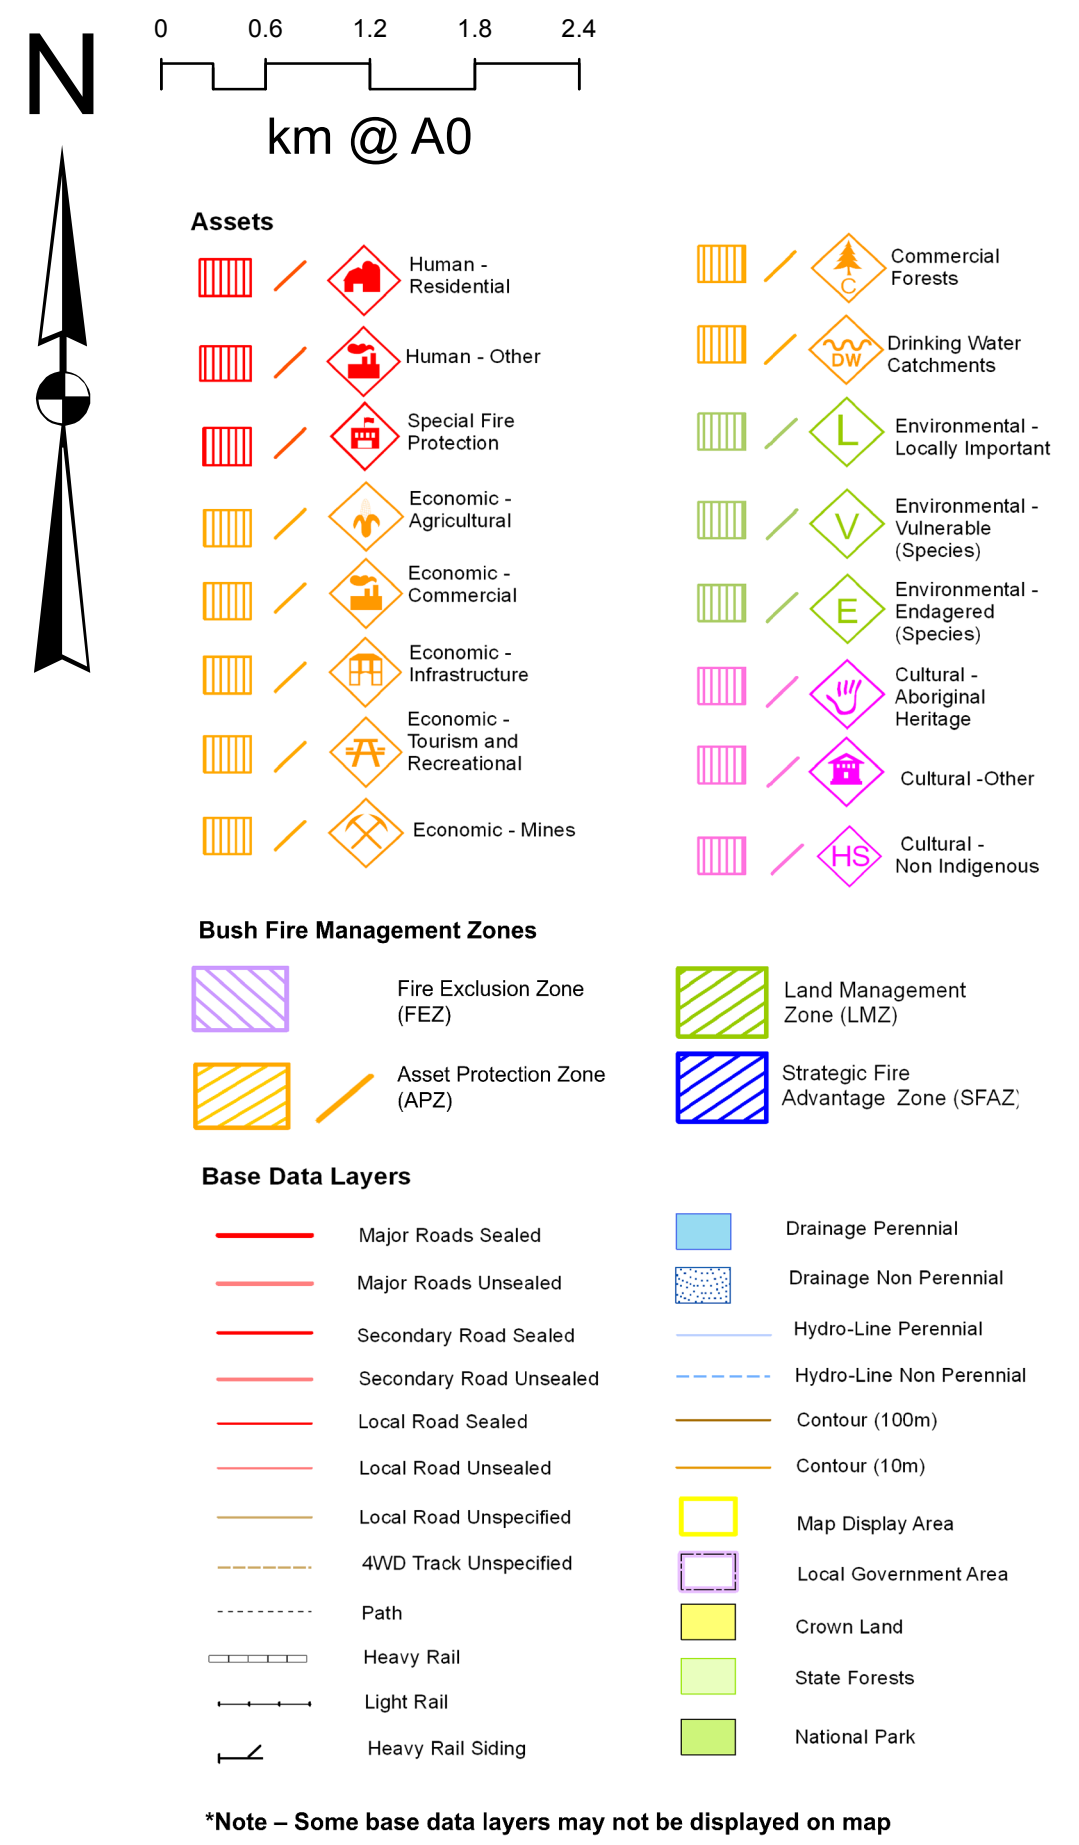 N
0 0.6 1.2 1.8 2.4
km @ A0
Assets
Human -
Residential
Human - Other
Special Fire
Protection
Economic -
Agricultural
Economic -
Commercial
Economic -
Infrastructure
Economic -
Tourism and
Recreational
Economic - Mines
C
Commercial
Forests
DW
Drinking Water
Catchments
L
Environmental -
Locally Important
V
Environmental -
Vulnerable
(Species)
E
Environmental -
Endagered
(Species)
Cultural -
Aboriginal
Heritage
Cultural -Other
HS
Cultural -
Non Indigenous
Bush Fire Management Zones
Fire Exclusion Zone
(FEZ)
Asset Protection Zone
(APZ)
Land Management
Zone (LMZ)
Strategic Fire
Advantage Zone (SFAZ)
Base Data Layers
Major Roads Sealed
Major Roads Unsealed
Secondary Road Sealed
Secondary Road Unsealed
Local Road Sealed
Local Road Unsealed
Local Road Unspecified
4WD Track Unspecified
Path
Heavy Rail
Light Rail
Heavy Rail Siding
Drainage Perennial
Drainage Non Perennial
Hydro-Line Perennial
Hydro-Line Non Perennial
Contour (100m)
Contour (10m)
Map Display Area
Local Government Area
Crown Land
State Forests
National Park
*Note – Some base data layers may not be displayed on map